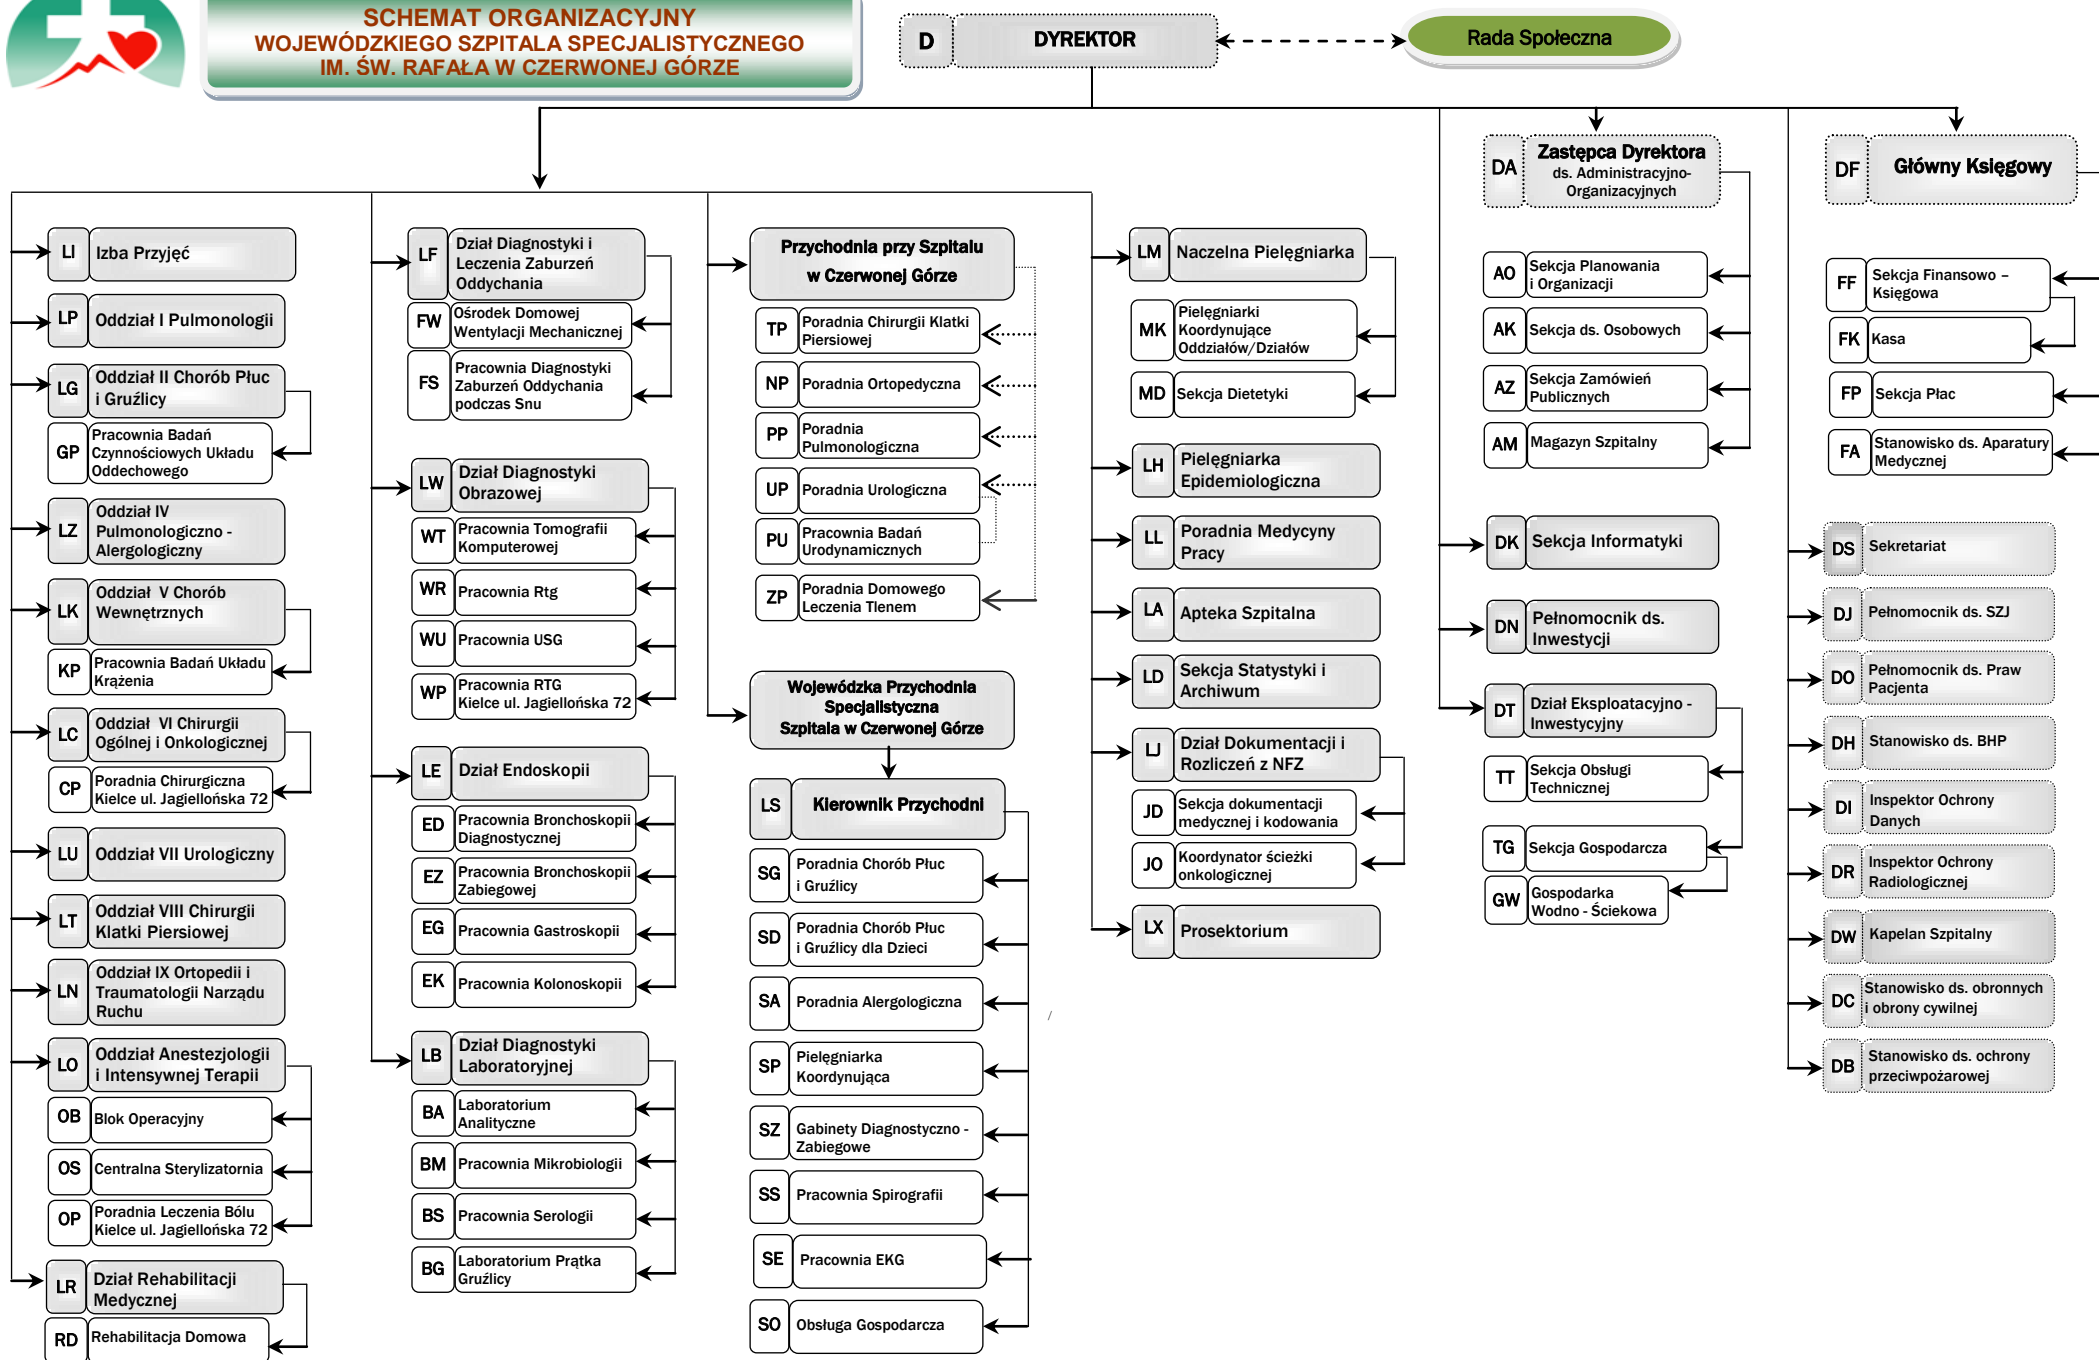 SCHEMAT ORGANIZACYJNY
WOJEWÓDZKIEGO SZPITALA SPECJALISTYCZNEGO
IM. ŚW. RAFAŁA W CZERWONEJ GÓRZE
D
DYREKTOR
Rada Społeczna
LI
Izba Przyjęć
LP
Oddział I Pulmonologii
LG
Oddział II Chorób Płuc
i Gruźlicy
GP
Pracownia Badań
Czynnościowych Układu
Oddechowego
LZ
Oddział IV
Pulmonologiczno -
Alergologiczny
LK
Oddział V Chorób
Wewnętrznych
KP
Pracownia Badań Układu
Krążenia
LC
Oddział VI Chirurgii
Ogólnej i Onkologicznej
CP
Poradnia Chirurgiczna
Kielce ul. Jagiellońska 72
LU
Oddział VII Urologiczny
LT
Oddział VIII Chirurgii
Klatki Piersiowej
LN
Oddział IX Ortopedii i
Traumatologii Narządu
Ruchu
LO
Oddział Anestezjologii
i Intensywnej Terapii
OB
Blok Operacyjny
OS
Centralna Sterylizatornia
OP
Poradnia Leczenia Bólu
Kielce ul. Jagiellońska 72
LR
Dział Rehabilitacji
Medycznej
RD
Rehabilitacja Domowa
LF
Dział Diagnostyki i
Leczenia Zaburzeń
Oddychania
FW
Ośrodek Domowej
Wentylacji Mechanicznej
FS
Pracownia Diagnostyki
Zaburzeń Oddychania
podczas Snu
LW
Dział Diagnostyki
Obrazowej
WT
Pracownia Tomografii
Komputerowej
WR
Pracownia Rtg
WU
Pracownia USG
WP
Pracownia RTG
Kielce ul. Jagiellońska 72
LE
Dział Endoskopii
ED
Pracownia Bronchoskopii
Diagnostycznej
EZ
Pracownia Bronchoskopii
Zabiegowej
EG
Pracownia Gastroskopii
EK
Pracownia Kolonoskopii
LB
Dział Diagnostyki
Laboratoryjnej
BA
Laboratorium
Analityczne
BM
Pracownia Mikrobiologii
BS
Pracownia Serologii
BG
Laboratorium Prątka
Gruźlicy
Przychodnia przy Szpitalu
w Czerwonej Górze
TP
Poradnia Chirurgii Klatki
Piersiowej
NP
Poradnia Ortopedyczna
PP
Poradnia
Pulmonologiczna
UP
Poradnia Urologiczna
PU
Pracownia Badań
Urodynamicznych
ZP
Poradnia Domowego
Leczenia Tlenem
Wojewódzka Przychodnia
Specjalistyczna
Szpitala w Czerwonej Górze
LS
Kierownik Przychodni
SG
Poradnia Chorób Płuc
i Gruźlicy
SD
Poradnia Chorób Płuc
i Gruźlicy dla Dzieci
SA
Poradnia Alergologiczna
SP
Pielęgniarka
Koordynująca
SZ
Gabinety Diagnostyczno -
Zabiegowe
SS
Pracownia Spirografii
SE
Pracownia EKG
SO
Obsługa Gospodarcza
/
LM
Naczelna Pielęgniarka
MK
Pielęgniarki
Koordynujące
Oddziałów/Działów
MD
Sekcja Dietetyki
LH
Pielęgniarka
Epidemiologiczna
LL
Poradnia Medycyny
Pracy
LA
Apteka Szpitalna
LD
Sekcja Statystyki i
Archiwum
LJ
Dział Dokumentacji i
Rozliczeń z NFZ
JD
Sekcja dokumentacji
medycznej i kodowania
JO
Koordynator ścieżki
onkologicznej
LX
Prosektorium
DA
Zastępca Dyrektora
ds. Administracyjno-
Organizacyjnych
AO
Sekcja Planowania
i Organizacji
AK
Sekcja ds. Osobowych
AZ
Sekcja Zamówień
Publicznych
AM
Magazyn Szpitalny
DK
Sekcja Informatyki
DN
Pełnomocnik ds.
Inwestycji
DT
Dział Eksploatacyjno -
Inwestycyjny
TT
Sekcja Obsługi
Technicznej
TG
Sekcja Gospodarcza
GW
Gospodarka
Wodno - Ściekowa
DF
Główny Księgowy
FF
Sekcja Finansowo –
Księgowa
FK
Kasa
FP
Sekcja Płac
FA
Stanowisko ds. Aparatury
Medycznej
DS
Sekretariat
DJ
Pełnomocnik ds. SZJ
DO
Pełnomocnik ds. Praw
Pacjenta
DH
Stanowisko ds. BHP
DI
Inspektor Ochrony
Danych
DR
Inspektor Ochrony
Radiologicznej
DW
Kapelan Szpitalny
DC
Stanowisko ds. obronnych
i obrony cywilnej
DB
Stanowisko ds. ochrony
przeciwpożarowej